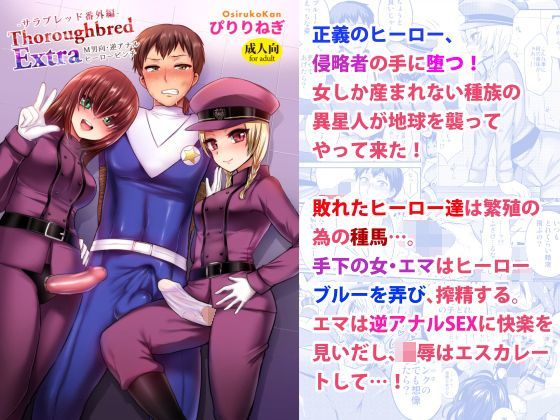 -サラブレッド番外編-
Thoroughbred
Extra
M男向・逆アナル
ヒーローピンチ
OsirukoKan
ぴりりねぎ
成人向
for adult
正義のヒーロー、
侵略者の手に堕つ！
女しか産まれない種族の
異星人が地球を襲って
やって来た！
敗れたヒーロー達は繁殖の
為の種馬…。
手下の女・エマはヒーロー
ブルーを弄び、搾精する。
エマは逆アナルSEXに快楽を
見いだし、辱はエスカレー
トして…！